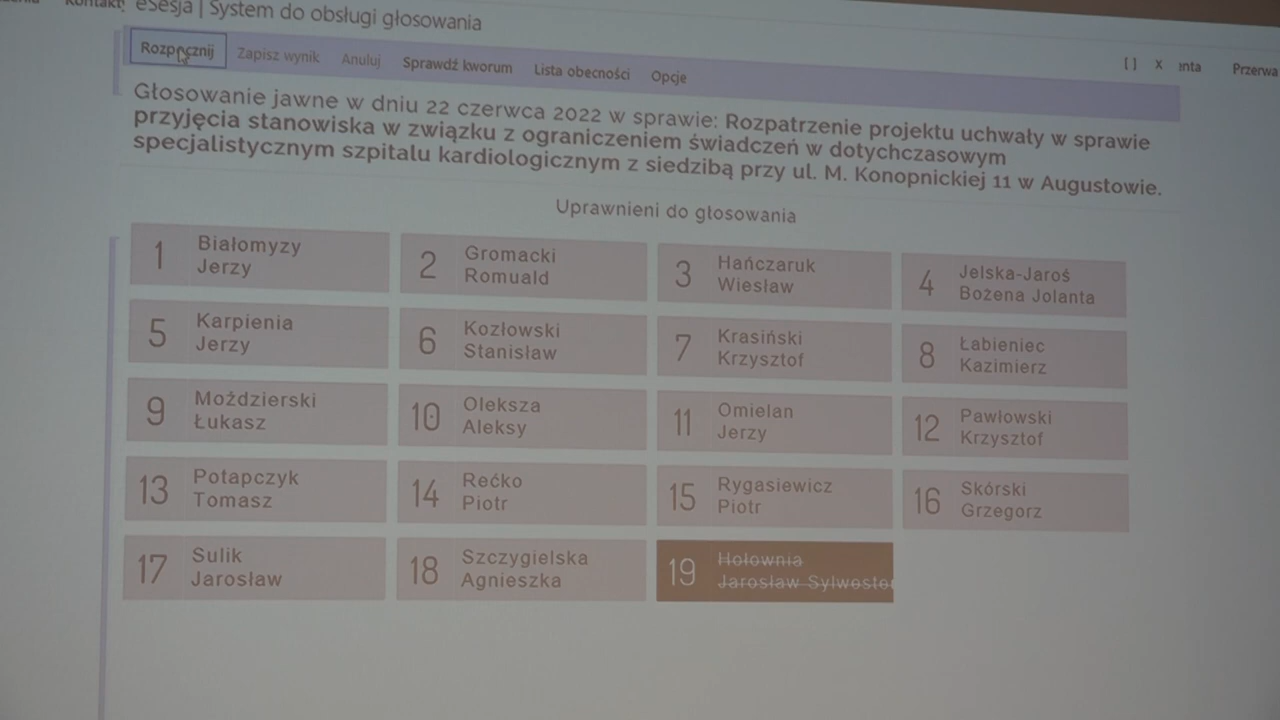 Kontakt
eSesja | System do obsługi głosowania
Rozpocznij Zapisz wynik Anuluj Sprawdź kworum Lista obecności Opcje [ ] X Przerwa
Głosowanie jawne w dniu 22 czerwca 2022 w sprawie: Rozpatrzenie projektu uchwały w sprawie
przyjęcia stanowiska w związku z ograniczeniem świadczeń w dotychczasowym
specjalistycznym szpitalu kardiologicznym z siedzibą przy ul. M. Konopnickiej 11 w Augustowie.
Uprawnieni do głosowania
1 Białomyzy
Jerzy
2 Gromacki
Romuald
3 Hańczaruk
Wiesław
4 Jelska-Jaroś
Bożena Jolanta
5 Karpienia
Jerzy
6 Kozłowski
Stanisław
7 Krasiński
Krzysztof
8 Łabieniec
Kazimierz
9 Moździerski
Łukasz
10 Oleksza
Aleksy
11 Omielan
Jerzy
12 Pawłowski
Krzysztof
13 Potapczyk
Tomasz
14 Rećko
Piotr
15 Rygasiewicz
Piotr
16 Skórski
Grzegorz
17 Sulik
Jarosław
18 Szczygielska
Agnieszka
19 Hołownia
Jarosław Sylwester